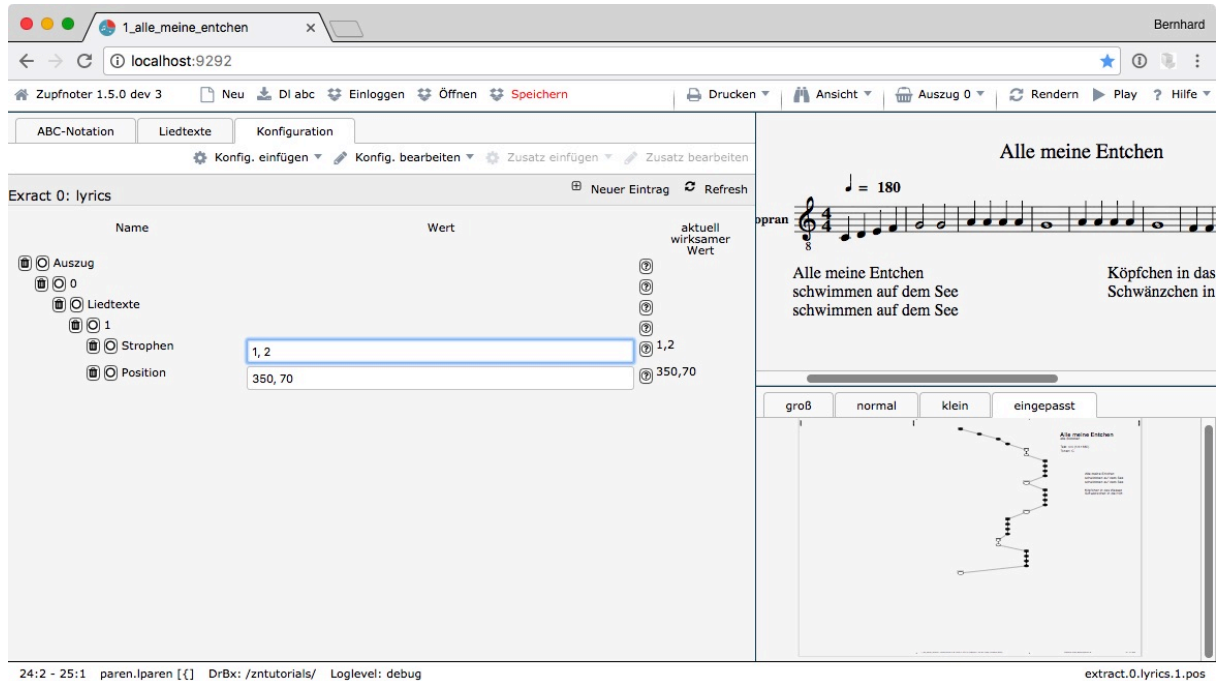 1_alle_meine_entchen
Bernhard
localhost:9292
Zupfnoter 1.5.0 dev 3 Neu Dl abc Einloggen Öffnen Speichern Drucken Ansicht Auszug 0 Rendern Play Hilfe
ABC-Notation Liedtexte Konfiguration
Konfig. einfügen Konfig. bearbeiten Zusatz einfügen Zusatz bearbeiten
Exract 0: lyrics Neuer Eintrag Refresh
Name Wert aktuell
wirksamer
Wert
Auszug
0
Liedtexte
1
Strophen 1, 2 1,2
Position 350, 70 350,70
Alle meine Entchen
= 180
opran
4
4
8
Alle meine Entchen Köpfchen in das
schwimmen auf dem See Schwänzchen in
schwimmen auf dem See
groß normal klein eingepasst
Alle meine Entchen
24:2 - 25:1 paren.lparen [{] DrBx: /zntutorials/ Loglevel: debug extract.0.lyrics.1.pos